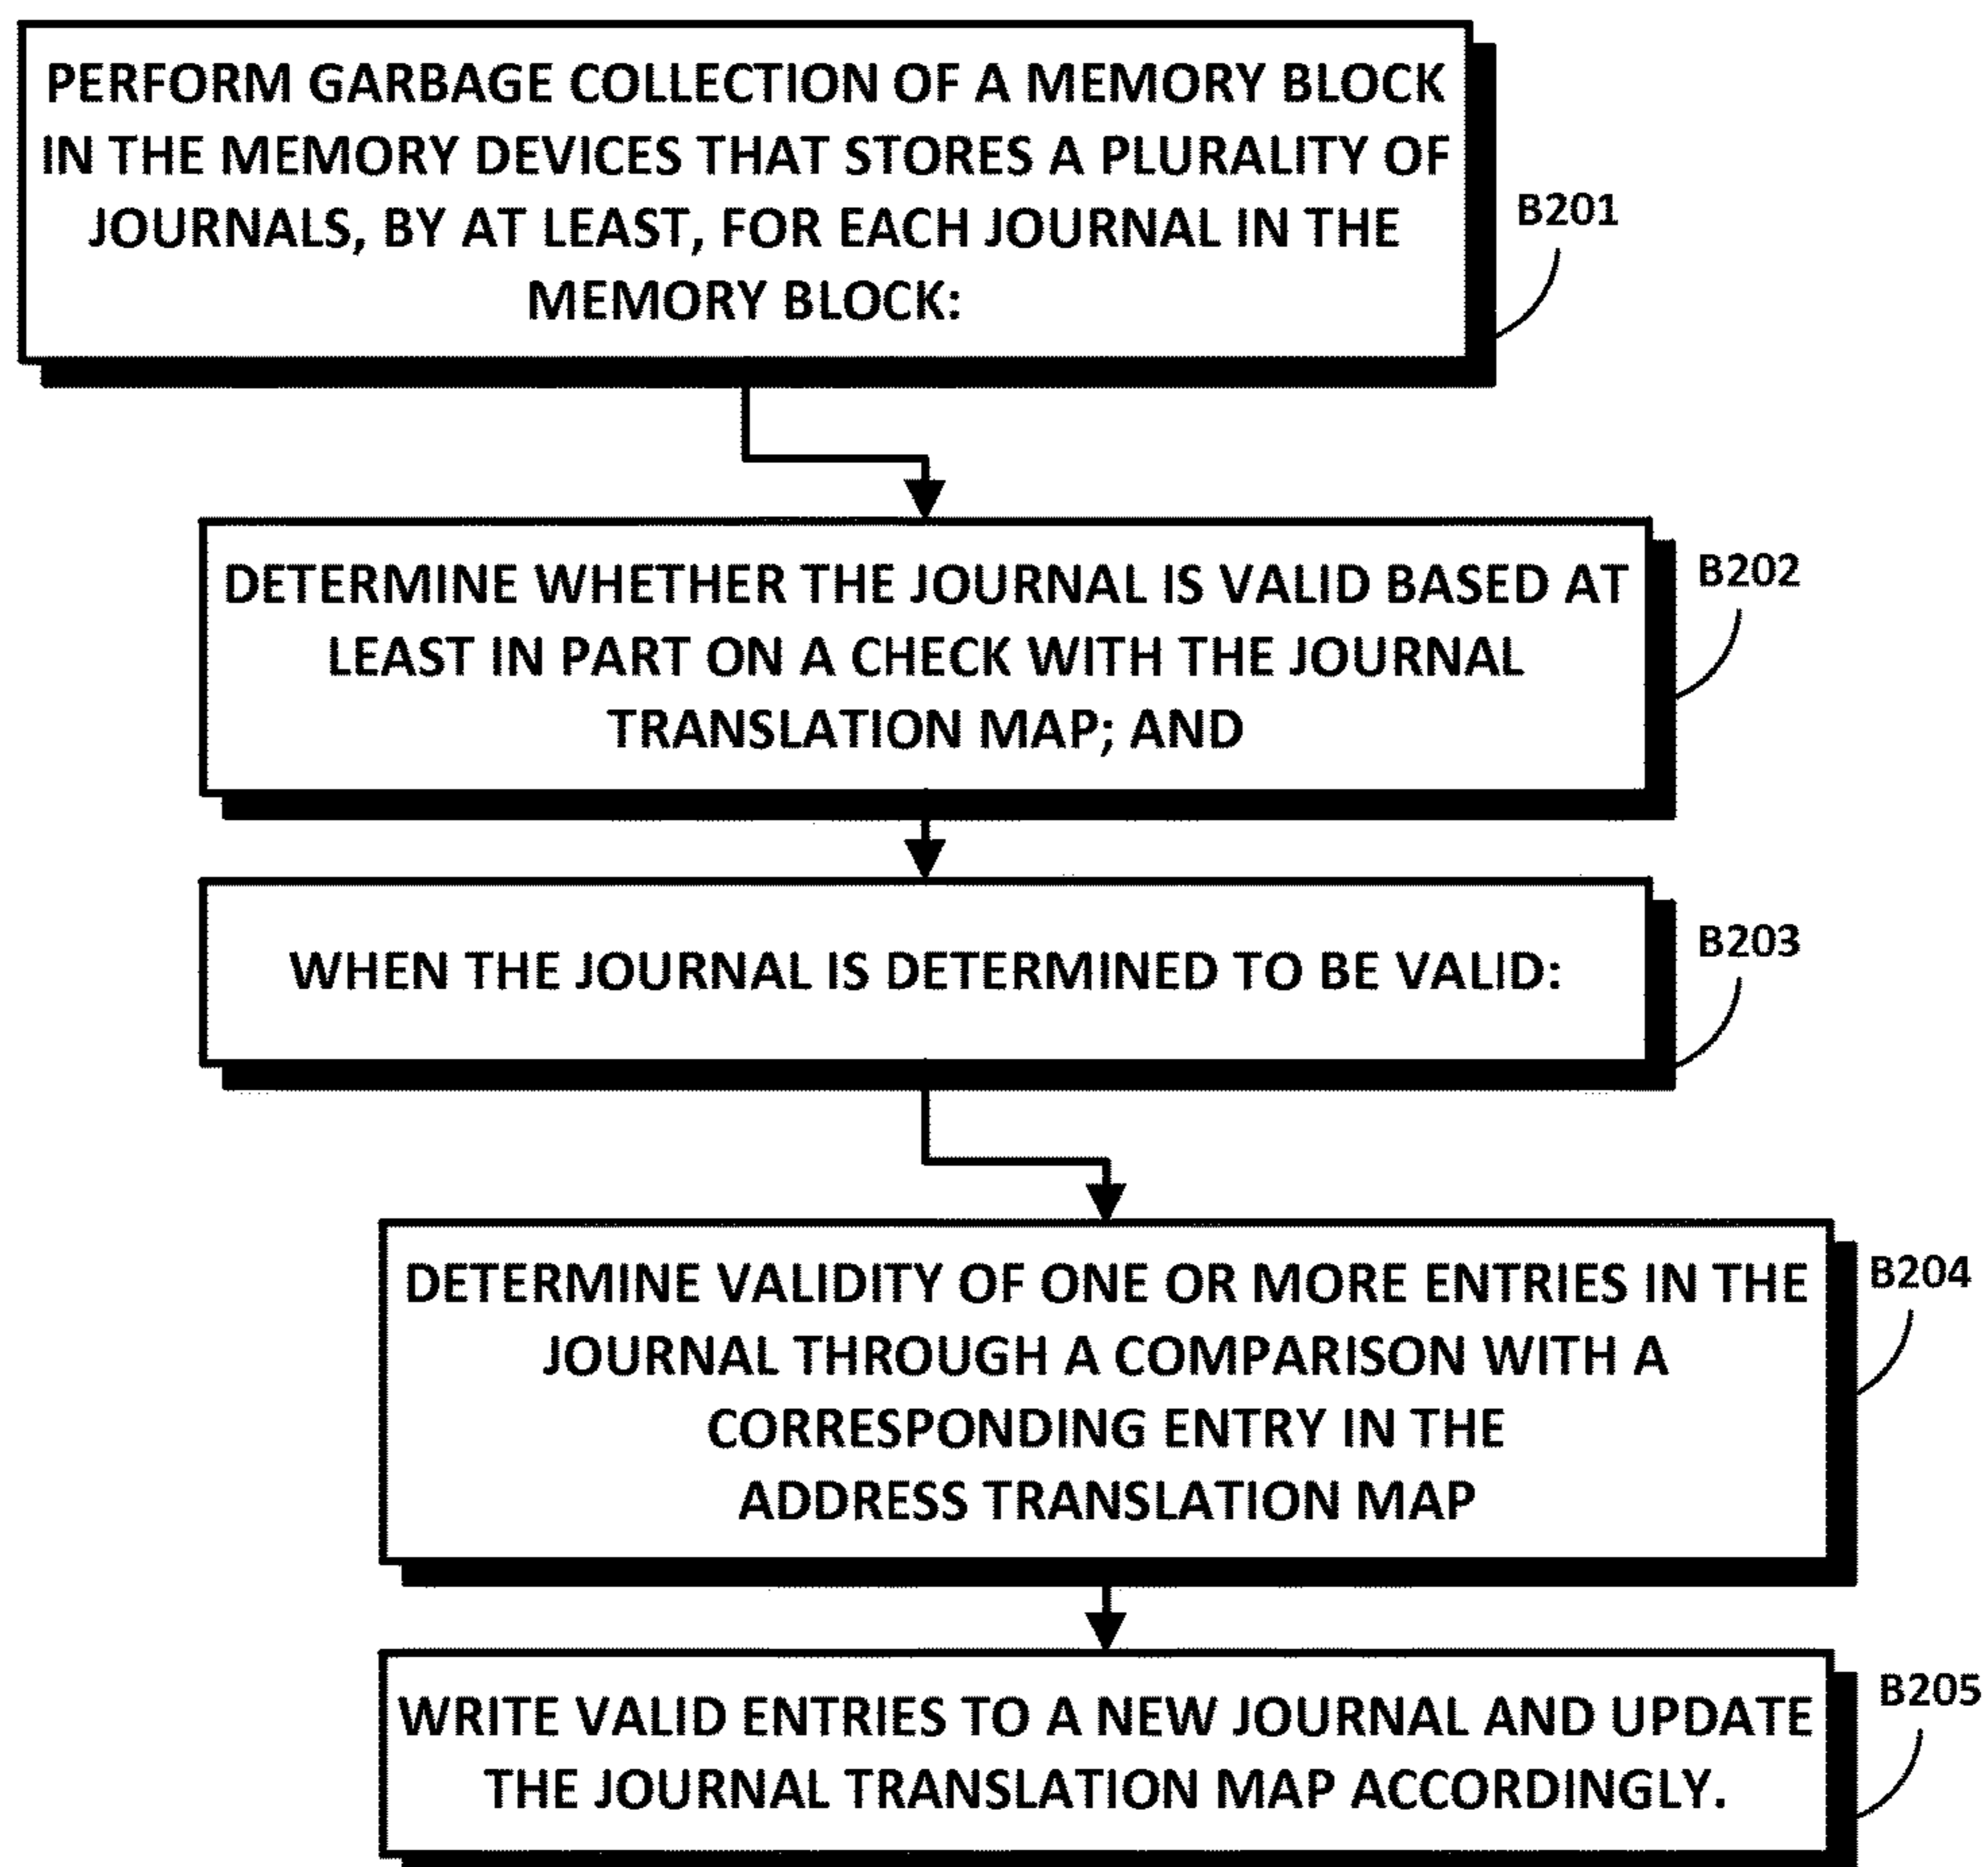 PERFORM GARBAGE COLLECTION OF A MEMORY BLOCK
IN THE MEMORY DEVICES THAT STORES A PLURALITY OF
JOURNALS, BY AT LEAST, FOR EACH JOURNAL IN THE
MEMORY BLOCK:
B201
DETERMINE WHETHER THE JOURNAL IS VALID BASED AT
LEAST IN PART ON A CHECK WITH THE JOURNAL
TRANSLATION MAP; AND
B202
WHEN THE JOURNAL IS DETERMINED TO BE VALID:
B203
DETERMINE VALIDITY OF ONE OR MORE ENTRIES IN THE
JOURNAL THROUGH A COMPARISON WITH A
CORRESPONDING ENTRY IN THE
ADDRESS TRANSLATION MAP
B204
WRITE VALID ENTRIES TO A NEW JOURNAL AND UPDATE
THE JOURNAL TRANSLATION MAP ACCORDINGLY.
B205